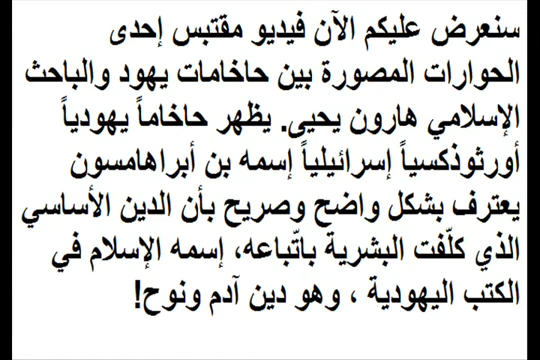 سنعرض عليكم الآن فيديو مقتبس إحدى
الحوارات المصورة بين حاخامات يهود والباحث
الإسلامي هارون يحيى. يظهر حاخاماً يهودياً
أورثوذكسياً إسرائيلياً إسمه بن أبراهامسون
يعترف بشكل واضح وصريح بأن الدين الأساسي
الذي كلّفت البشرية باتّباعه، إسمه الإسلام في
الكتب اليهودية ، وهو دين آدم ونوح!